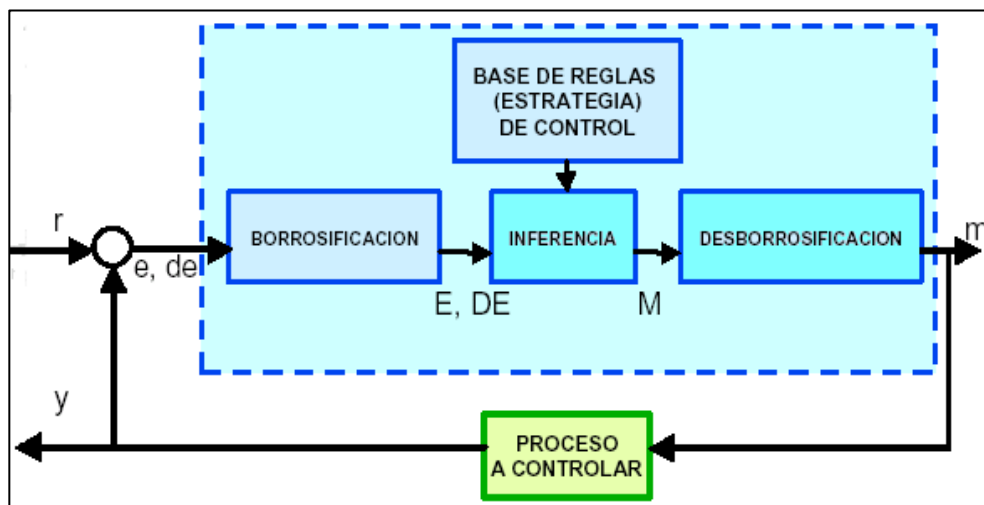 BASE DE REGLAS
(ESTRATEGIA)
DE CONTROL
r
e, de
BORROSIFICACION
E, DE
INFERENCIA
M
DESBORROSIFICACION
m
y
PROCESO
A CONTROLAR